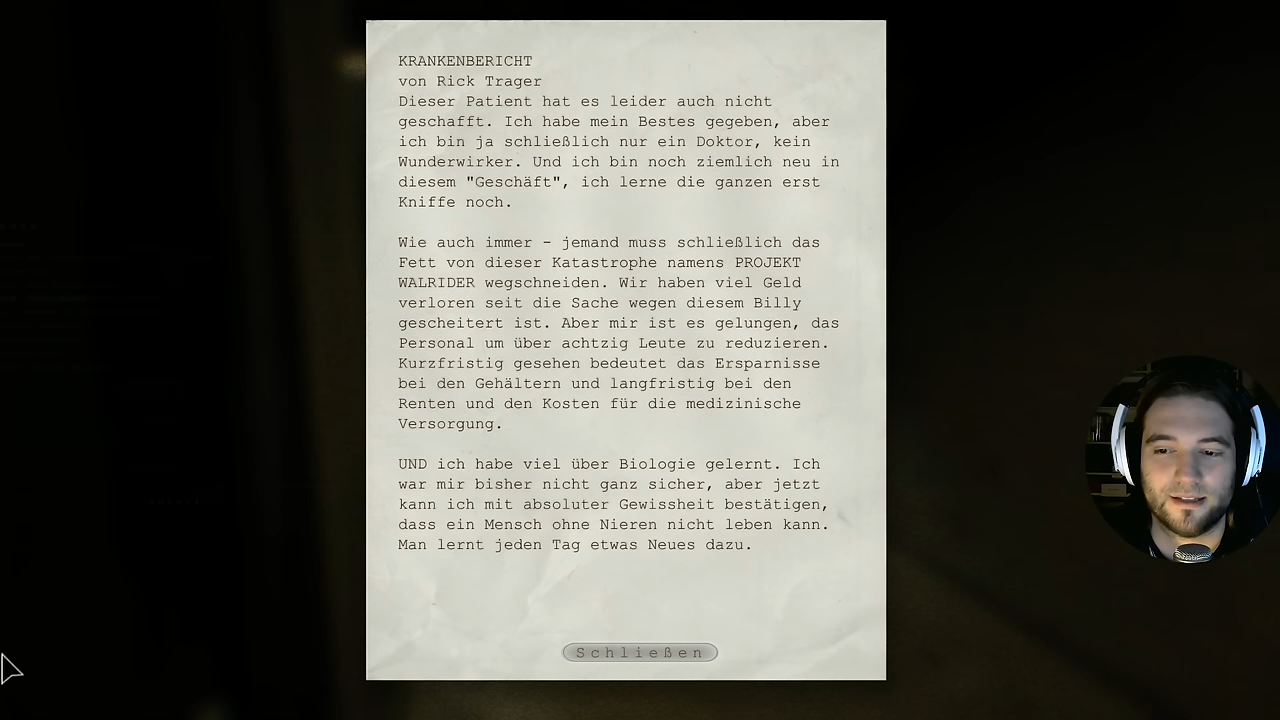 KRANKENBERICHT
von Rick Trager
Dieser Patient hat es leider auch nicht
geschafft. Ich habe mein Bestes gegeben, aber
ich bin ja schließlich nur ein Doktor, kein
Wunderwirker. Und ich bin noch ziemlich neu in
diesem "Geschäft", ich lerne die ganzen erst
Kniffe noch.
Wie auch immer - jemand muss schließlich das
Fett von dieser Katastrophe namens PROJEKT
WALRIDER wegschneiden. Wir haben viel Geld
verloren seit die Sache wegen diesem Billy
gescheitert ist. Aber mir ist es gelungen, das
Personal um über achtzig Leute zu reduzieren.
Kurzfristig gesehen bedeutet das Ersparnisse
bei den Gehältern und langfristig bei den
Renten und den Kosten für die medizinische
Versorgung.
UND ich habe viel über Biologie gelernt. Ich
war mir bisher nicht ganz sicher, aber jetzt
kann ich mit absoluter Gewissheit bestätigen,
dass ein Mensch ohne Nieren nicht leben kann.
Man lernt jeden Tag etwas Neues dazu.
Schließen